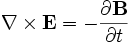 ∇ × E = − ∂B/∂t